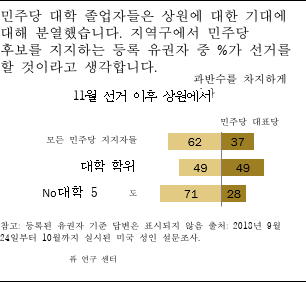 민주당 대학 졸업자들은 상원에 대한 기대에
대해 분열했습니다. 지역구에서 민주당
후보를 지지하는 등록 유권자 중 %가 선거를
할 것이라고 생각합니다.
과반수를 차지하게
11월 선거 이후 상원에서
민주당 대표당
모든 민주당 지지자들 62 37
대학 학위 49 49
No대학 5 도 71 28
참고: 등록된 유권자 기준 답변은 표시되지 않음 출처: 2018년 9월
24일부터 10월까지 실시된 미국 성인 설문조사.
퓨 연구 센터